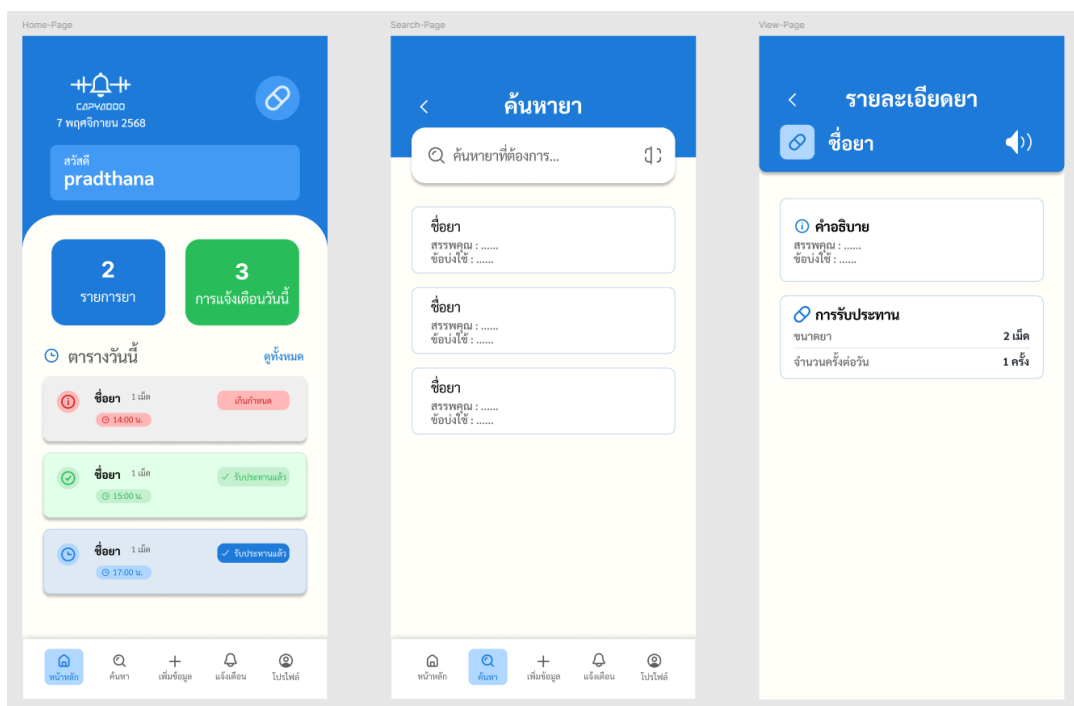 Home-Page
CAPYADOO
7 พฤศจิกายน 2568
สวัสดี
pradthana
2
รายการยา
3
การแจ้งเตือนวันนี้
ตารางวันนี้
ดูทั้งหมด
ชื่อยา 1 เม็ด
เกินกำหนด
14:00 น.
ชื่อยา 1 เม็ด
รับประทานแล้ว
15:00 น.
ชื่อยา 1 เม็ด
รับประทานแล้ว
17:00 น.
หน้าหลัก ค้นหา เพิ่มข้อมูล แจ้งเตือน โปรไฟล์
Search-Page
ค้นหายา
ค้นหายาที่ต้องการ...
ชื่อยา
สรรพคุณ : ......
ข้อบ่งใช้ : ......
ชื่อยา
สรรพคุณ : ......
ข้อบ่งใช้ : ......
ชื่อยา
สรรพคุณ : ......
ข้อบ่งใช้ : ......
หน้าหลัก ค้นหา เพิ่มข้อมูล แจ้งเตือน โปรไฟล์
View-Page
รายละเอียดยา
ชื่อยา
คำอธิบาย
สรรพคุณ : ......
ข้อบ่งใช้ : ......
การรับประทาน
ขนาดยา 2 เม็ด
จำนวนครั้งต่อวัน 1 ครั้ง